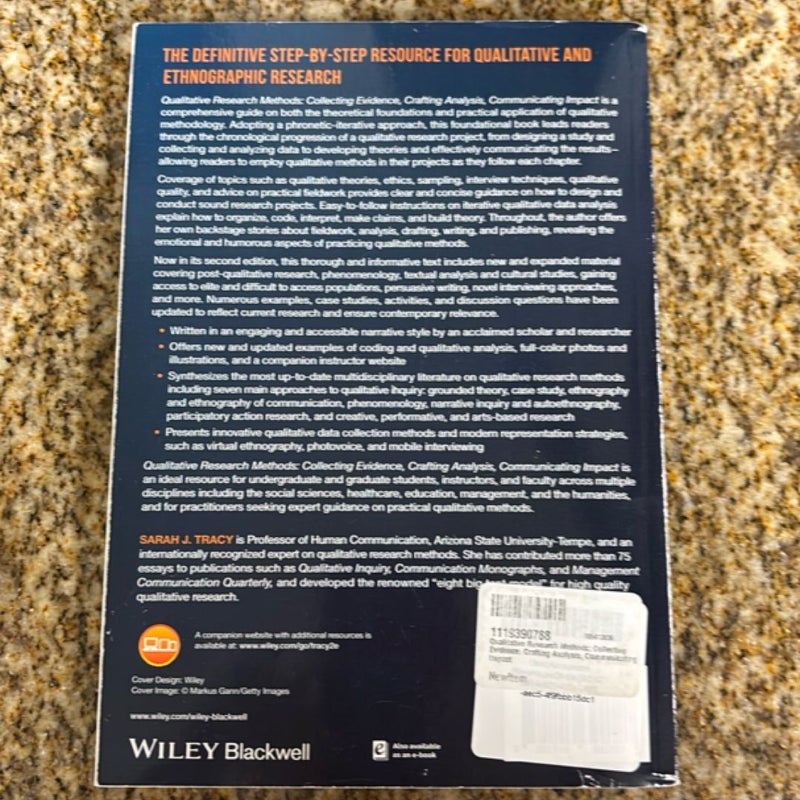 THE DEFINITIVE STEP-BY-STEP RESOURCE FOR QUALITATIVE AND
ETHNOGRAPHIC RESEARCH
Qualitative Research Methods: Collecting Evidence, Crafting Analysis, Communicating Impact is a
comprehensive guide on both the theoretical foundations and practical application of qualitative
methodology. Adopting a phronetic-iterative approach, this foundational book leads readers
through the chronological progression of a qualitative research project, from designing a study and
collecting and analyzing data to developing theories and effectively communicating the results—
allowing readers to employ qualitative methods in their projects as they follow each chapter.
Coverage of topics such as qualitative theories, ethics, sampling, interview techniques, qualitative
quality, and advice on practical fieldwork provides clear and concise guidance on how to design and
conduct sound research projects. Easy-to-follow instructions on iterative qualitative data analysis
explain how to organize, code, interpret, make claims, and build theory. Throughout, the author offers
her own backstage stories about fieldwork, analysis, drafting, writing, and publishing, revealing the
emotional and humorous aspects of practicing qualitative methods.
Now in its second edition, this thorough and informative text includes new and expanded material
covering post-qualitative research, phenomenology, textual analysis and cultural studies, gaining
access to elite and difficult to access populations, persuasive writing, novel interviewing approaches,
and more. Numerous examples, case studies, activities, and discussion questions have been
updated to reflect current research and ensure contemporary relevance.
• Written in an engaging and accessible narrative style by an acclaimed scholar and researcher
• Offers new and updated examples of coding and qualitative analysis, full-color photos and
illustrations, and a companion instructor website
• Synthesizes the most up-to-date multidisciplinary literature on qualitative research methods
including seven main approaches to qualitative inquiry: grounded theory, case study, ethnography
and ethnography of communication, phenomenology, narrative inquiry and autoethnography,
participatory action research, and creative, performative, and arts-based research
• Presents innovative qualitative data collection methods and modern representation strategies,
such as virtual ethnography, photovoice, and mobile interviewing
Qualitative Research Methods: Collecting Evidence, Crafting Analysis, Communicating Impact is
an ideal resource for undergraduate and graduate students, instructors, and faculty across multiple
disciplines including the social sciences, healthcare, education, management, and the humanities,
and for practitioners seeking expert guidance on practical qualitative methods.
SARAH J. TRACY is Professor of Human Communication, Arizona State University-Tempe, and an
internationally recognized expert on qualitative research methods. She has contributed more than 75
essays to publications such as Qualitative Inquiry, Communication Monographs, and Management
Communication Quarterly, and developed the renowned "eight big-tent model" for high quality
qualitative research.
A companion website with additional resources is
available at: www.wiley.com/go/tracy2e
Cover Design: Wiley
Cover Image: © Markus Gann/Getty Images
www.wiley.com/wiley-blackwell
WILEY Blackwell
Also available
as an e-book
1119390788
Qualitative Research Methods: Collecting
Evidence, Crafting Analysis, Communicating
Impact
NewItem